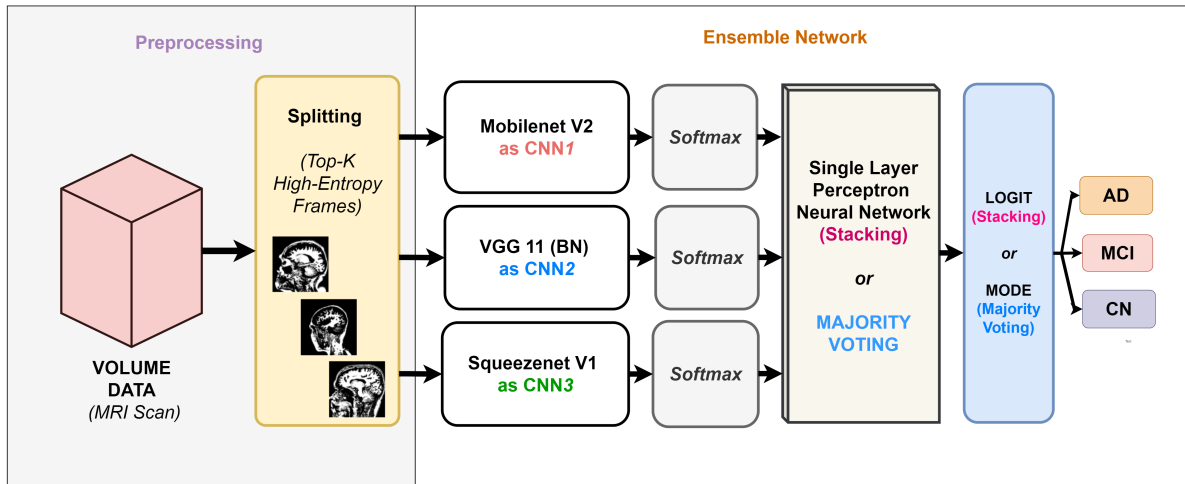 Preprocessing
Ensemble Network
Splitting
(Top-K
High-Entropy
Frames)
VOLUME
DATA
(MRI Scan)
Mobilenet V2
as CNN1
VGG 11 (BN)
as CNN2
Squeezenet V1
as CNN3
Softmax
Softmax
Softmax
Single Layer
Perceptron
Neural Network
(Stacking)
or
MAJORITY
VOTING
LOGIT
(Stacking)
or
MODE
(Majority
Voting)
AD
MCI
CN